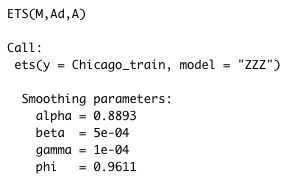 ETS(M,Ad,A)
Call:
ets(y = Chicago_train, model = "ZZZ")
Smoothing parameters:
alpha = 0.8893
beta  = 5e-04
gamma = 1e-04
phi   = 0.9611